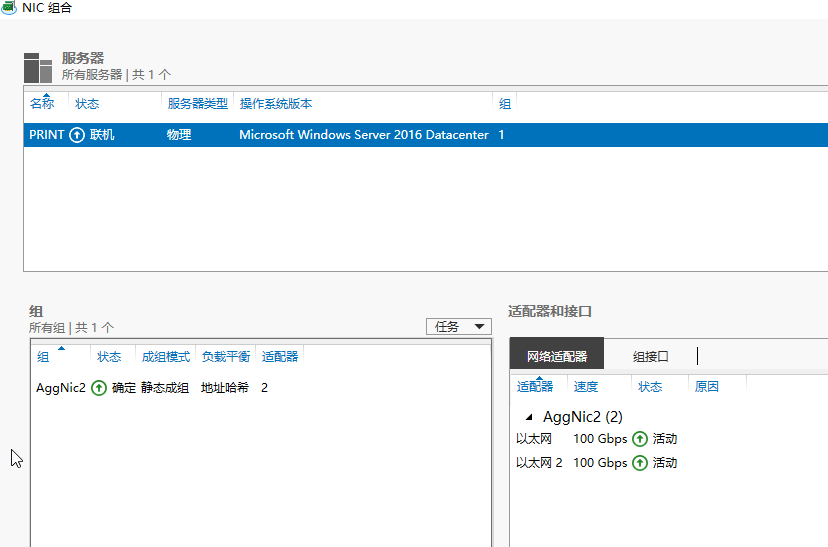 NIC 组合
服务器
所有服务器 | 共 1 个
名称 状态 服务器类型 操作系统版本 组
PRINT 联机 物理 Microsoft Windows Server 2016 Datacenter 1
组
所有组 | 共 1 个
任务
组 状态 成组模式 负载平衡 适配器
AggNic2 确定 静态成组 地址哈希 2
适配器和接口
网络适配器 组接口
适配器 速度 状态 原因
AggNic2 (2)
以太网 100 Gbps 活动
以太网 2 100 Gbps 活动